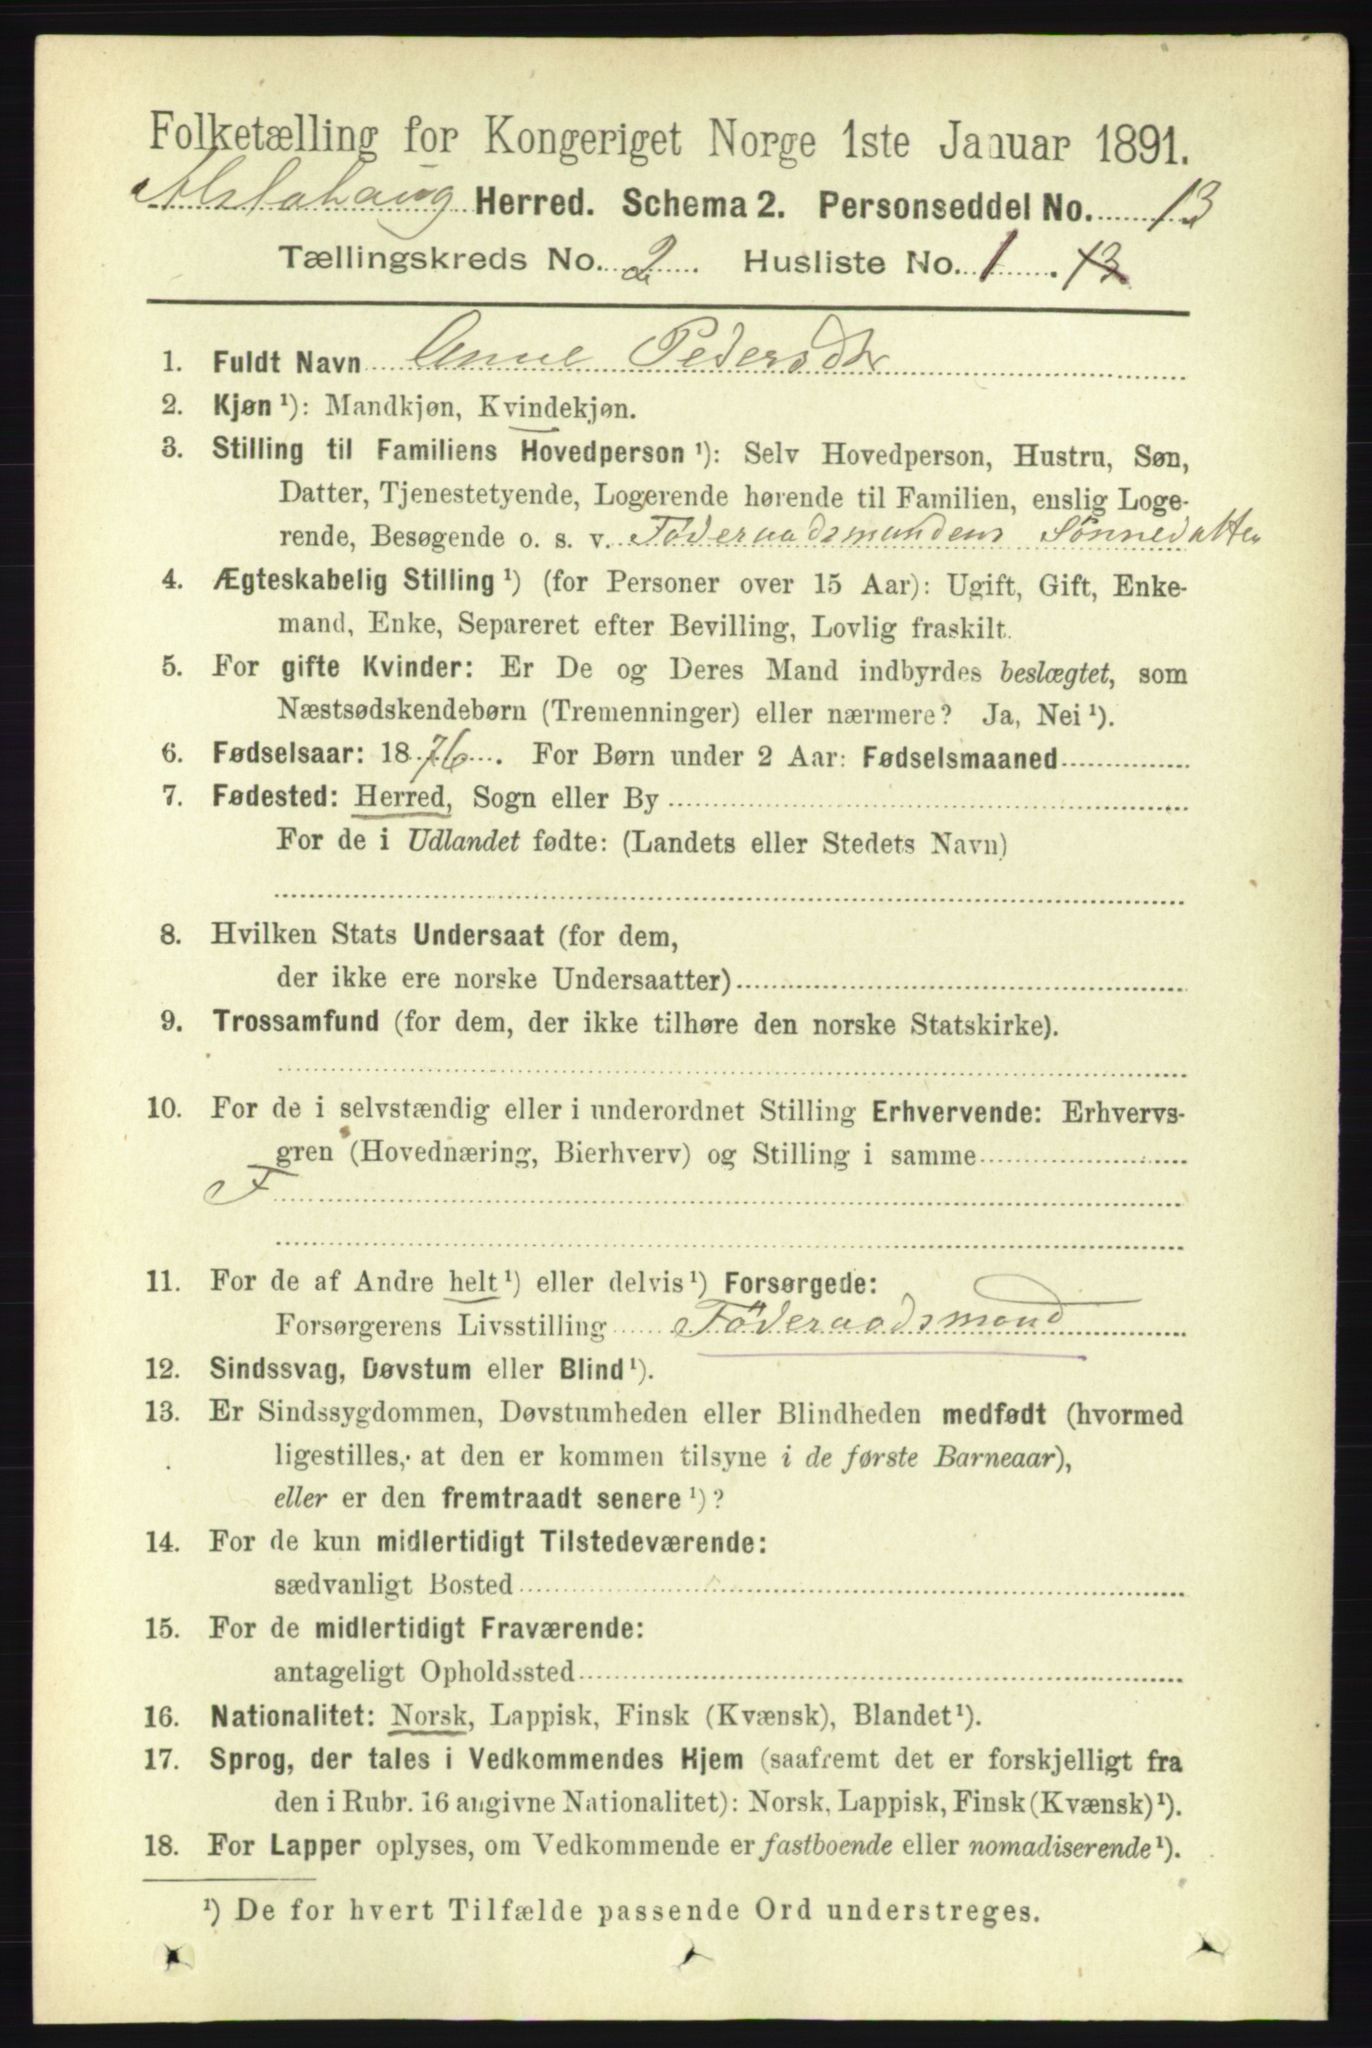 Folketælling for Kongeriget Norge 1ste Januar 1891.
Alstahaug Herred. Schema 2. Personseddel No. 13
Tællingskreds No. 2. Husliste No. 1. 13
1. Fuldt Navn Anne Pedersdtr
2. Kjøn ¹): Mandkjøn, Kvindekjøn.
3. Stilling til Familiens Hovedperson ¹): Selv Hovedperson, Hustru, Søn,
Datter, Tjenestetyende, Logerende hørende til Familien, enslig Loge-
rende, Besøgende o. s. v. Föderaadsmandens Sönnedatter
4. Ægteskabelig Stilling ¹) (for Personer over 15 Aar): Ugift, Gift, Enke-
mand, Enke, Separeret efter Bevilling, Lovlig fraskilt.
5. For gifte Kvinder: Er De og Deres Mand indbyrdes beslægtet, som
Næstsødskendebørn (Tremenninger) eller nærmere? Ja, Nei ¹).
6. Fødselsaar: 1876. For Børn under 2 Aar: Fødselsmaaned
7. Fødested: Herred, Sogn eller By
For de i Udlandet fødte: (Landets eller Stedets Navn)
8. Hvilken Stats Undersaat (for dem,
der ikke ere norske Undersaatter)
9. Trossamfund (for dem, der ikke tilhøre den norske Statskirke).
10. For de i selvstændig eller i underordnet Stilling Erhvervende: Erhvervs-
gren (Hovednæring, Bierhverv) og Stilling i samme
F
11. For de af Andre helt ¹) eller delvis ¹) Forsørgede:
Forsørgerens Livsstilling Föderaadsmand
12. Sindssvag, Døvstum eller Blind ¹).
13. Er Sindssygdommen, Døvstumheden eller Blindheden medfødt (hvormed
ligestilles, at den er kommen tilsyne i de første Barneaar),
eller er den fremtraadt senere ¹)?
14. For de kun midlertidigt Tilstedeværende:
sædvanligt Bosted
15. For de midlertidigt Fraværende:
antageligt Opholdssted
16. Nationalitet: Norsk, Lappisk, Finsk (Kvænsk), Blandet ¹).
17. Sprog, der tales i Vedkommendes Hjem (saafremt det er forskjelligt fra
den i Rubr. 16 angivne Nationalitet): Norsk, Lappisk, Finsk (Kvænsk) ¹).
18. For Lapper oplyses, om Vedkommende er fastboende eller nomadiserende ¹).
¹) De for hvert Tilfælde passende Ord understreges.